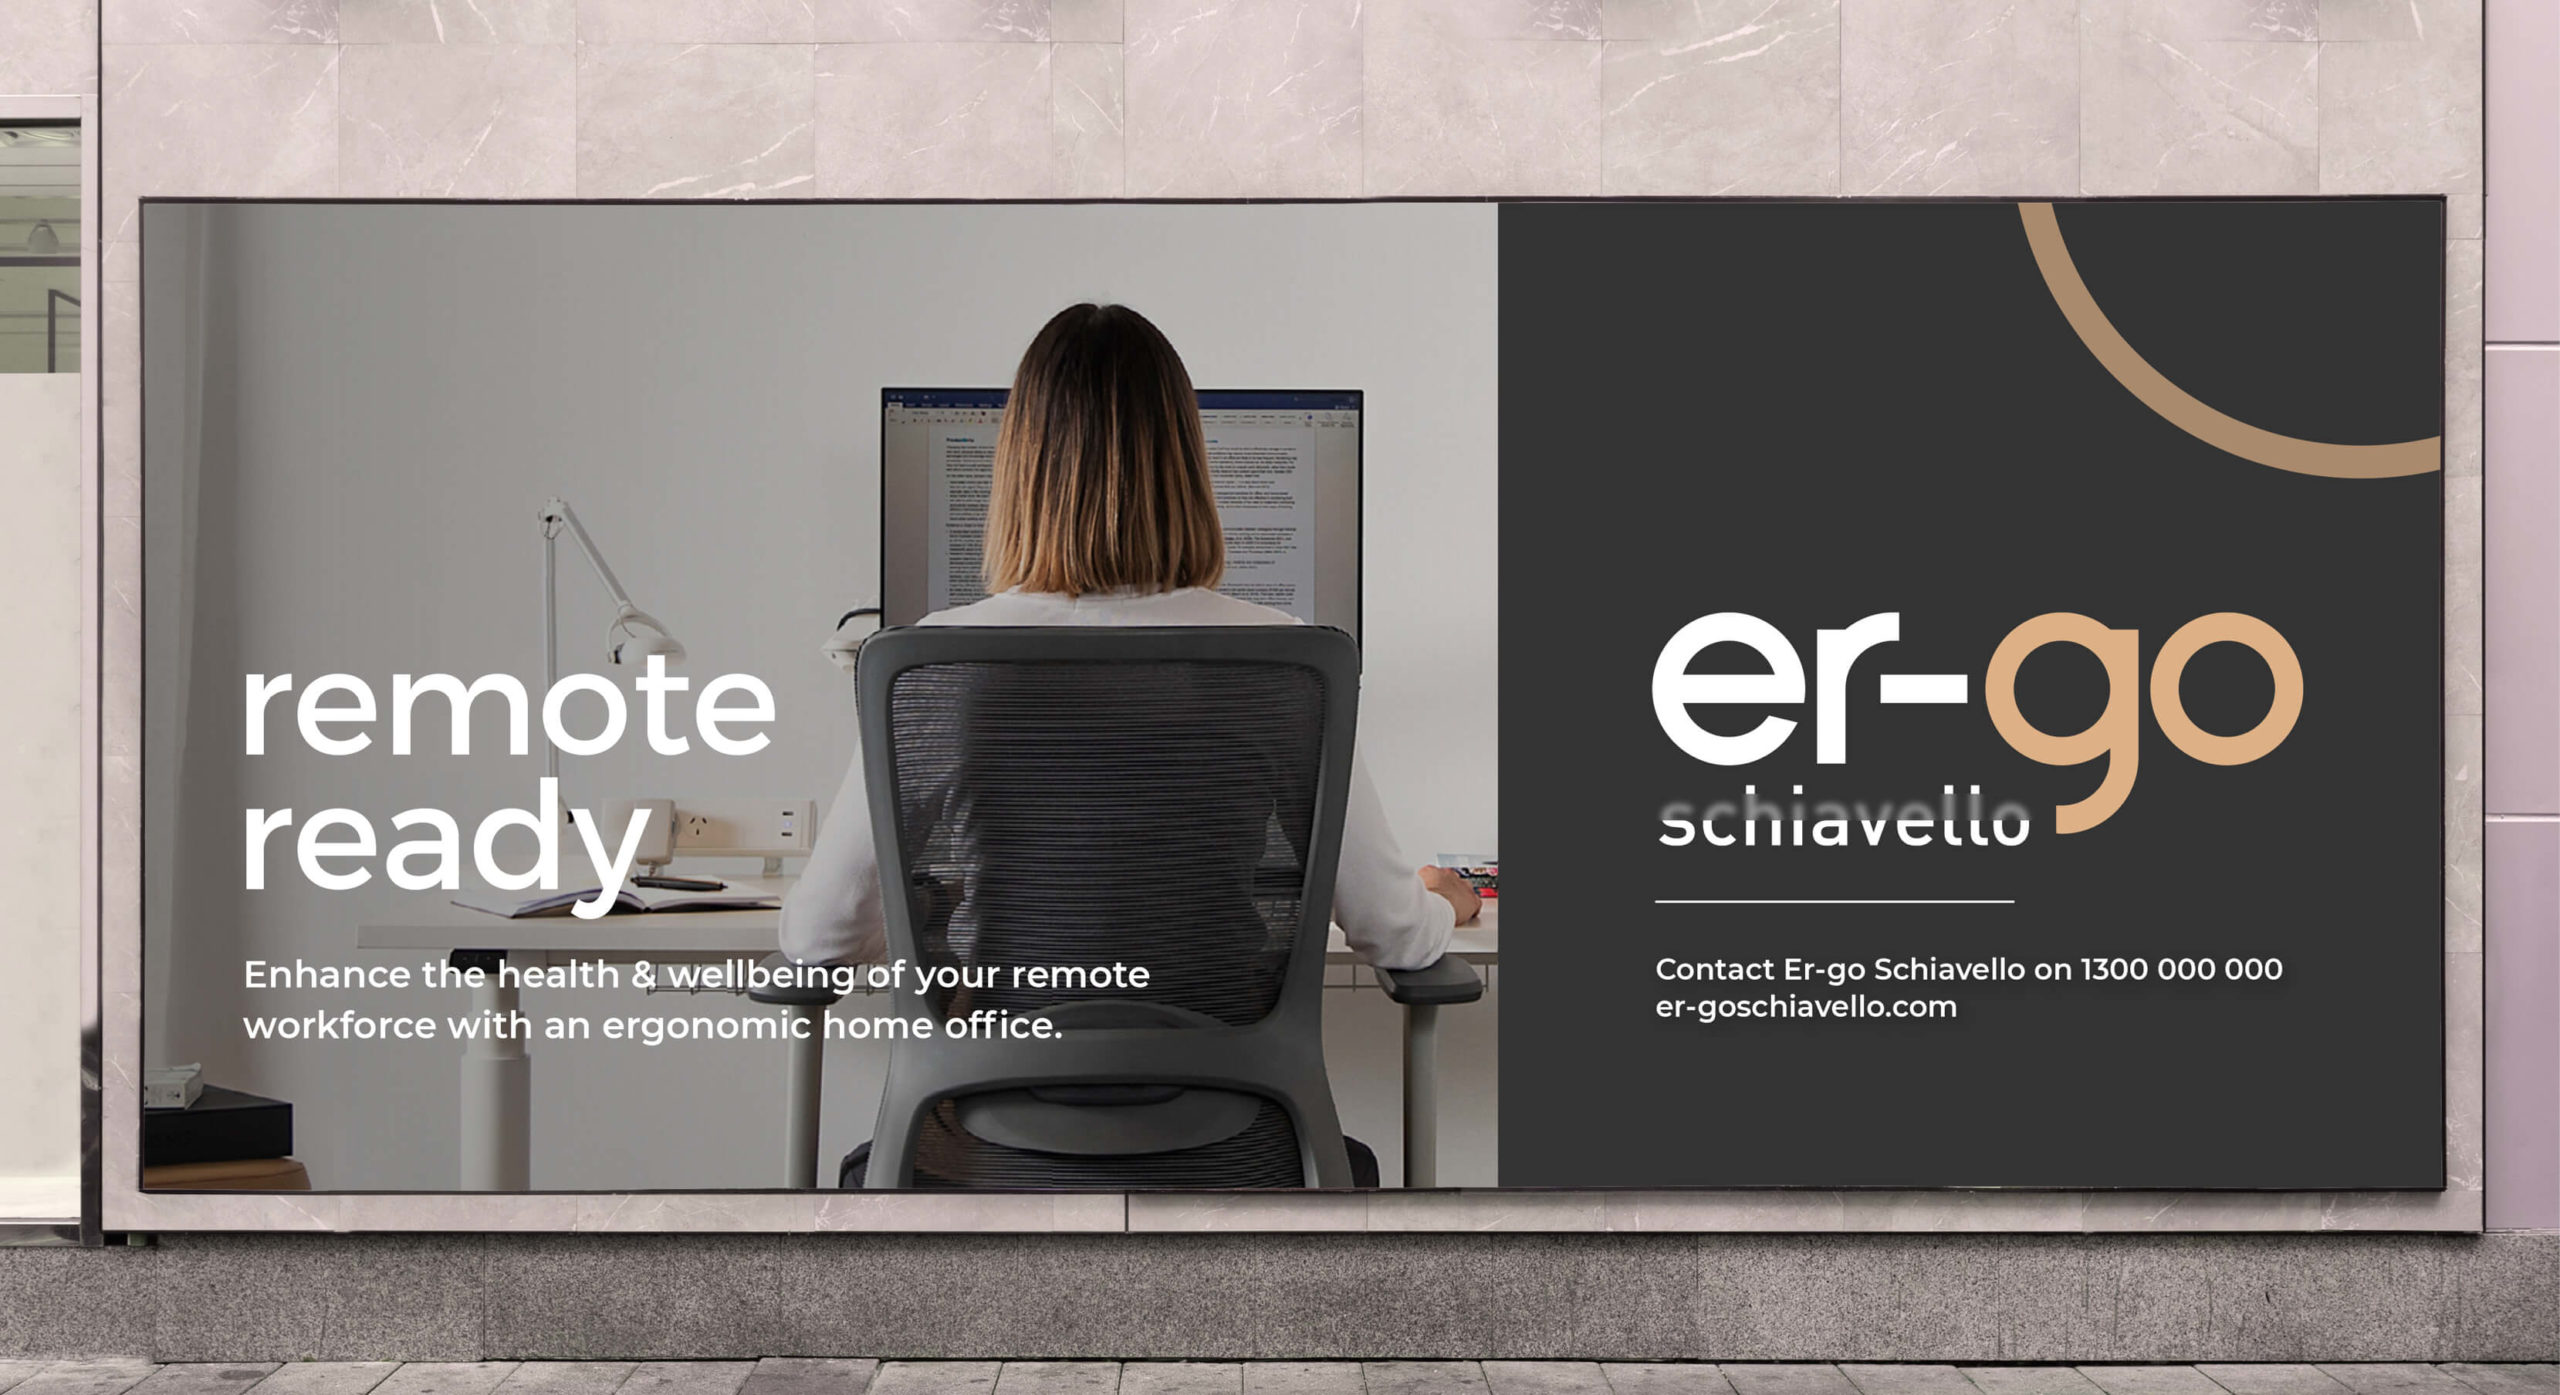 remote
ready
Enhance the health & wellbeing of your remote
workforce with an ergonomic home office.
er-go
schiavello
Contact Er-go Schiavello on 1300 000 000
er-goschiavello.com